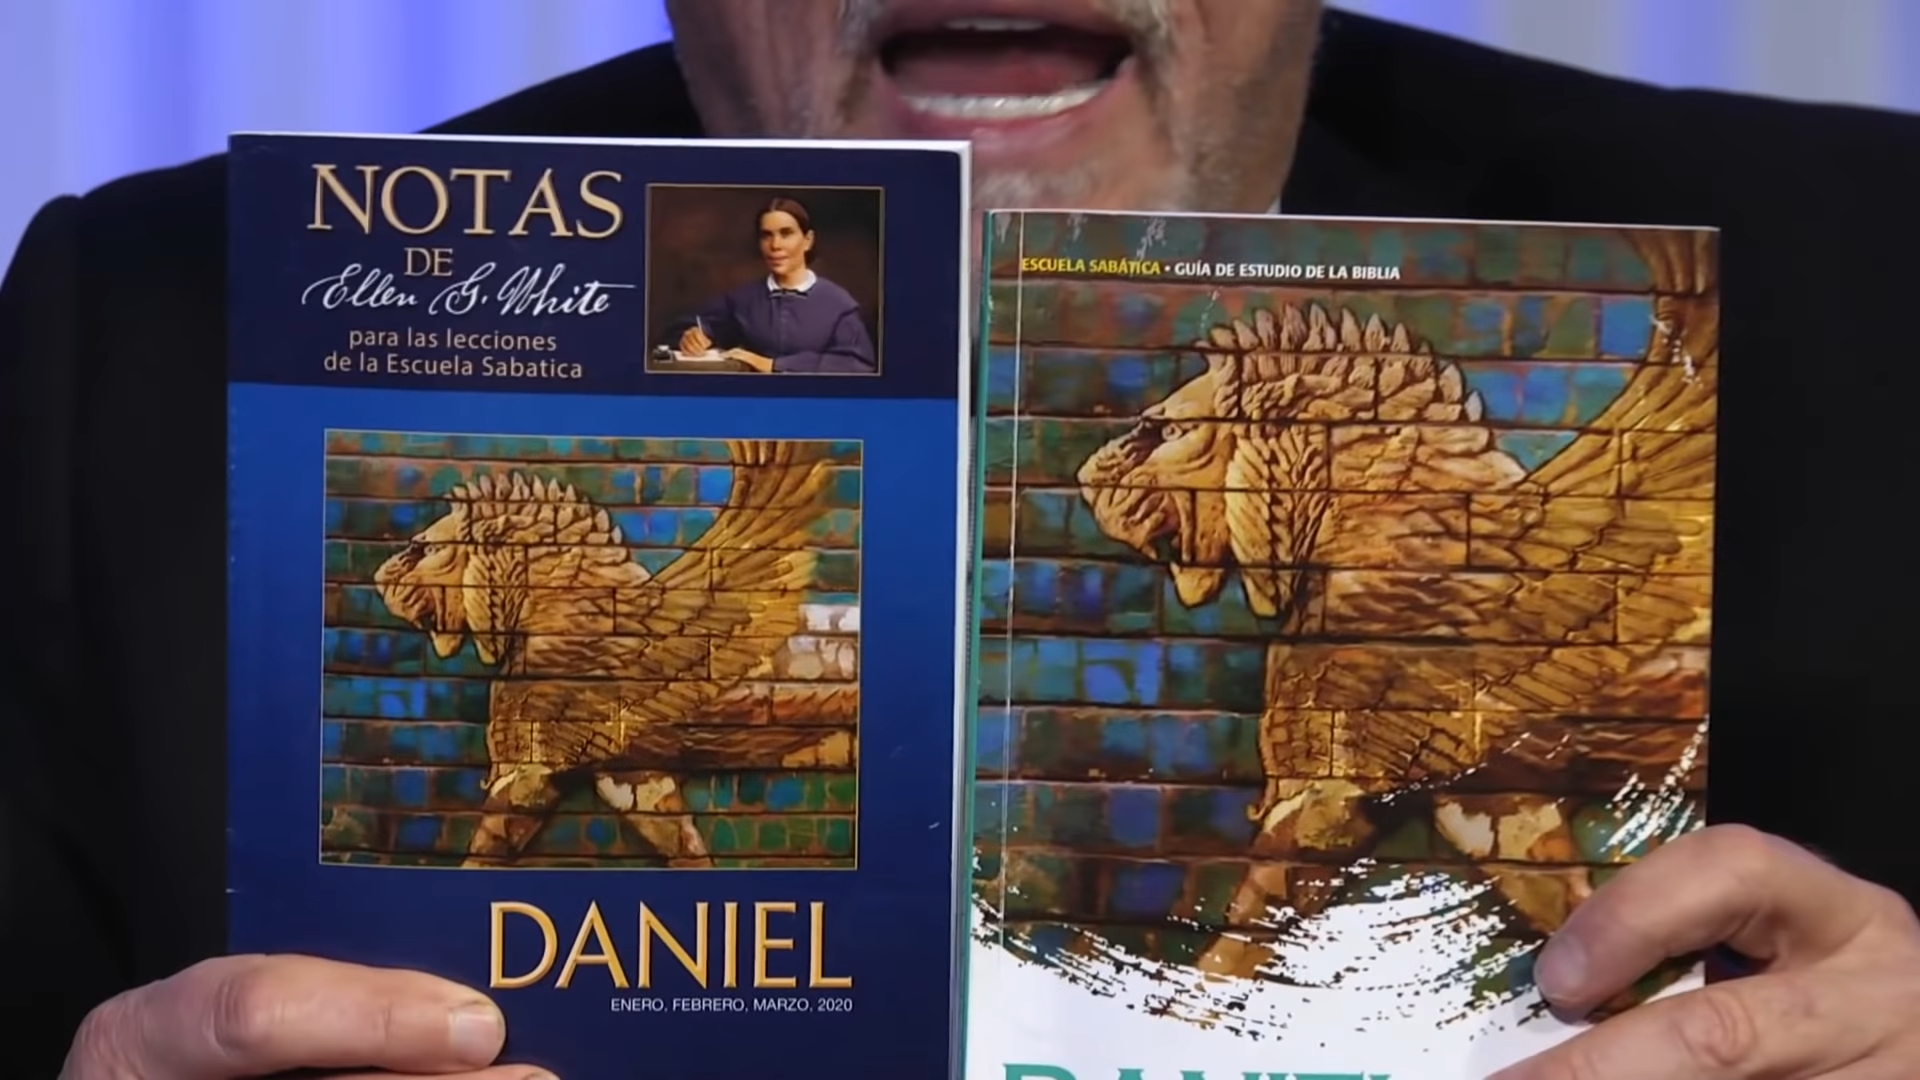 NOTAS
DE
Ellen G. White
para las lecciones
de la Escuela Sabatica
DANIEL
ENERO, FEBRERO, MARZO, 2020
ESCUELA SABÁTICA • GUÍA DE ESTUDIO DE LA BIBLIA
DANIEL